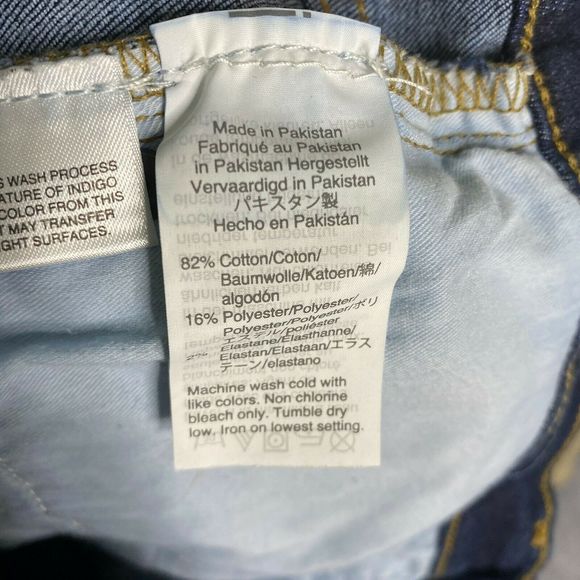 S WASH PROCESS
ATURE OF INDIGO
COLOR FROM THIS
IT MAY TRANSFER
GHT SURFACES.
Made in Pakistan
Fabriqué au Pakistan
in Pakistan Hergestellt
Vervaardigd in Pakistan
パキスタン製
Hecho en Pakistán
82% Cotton/Coton/
Baumwolle/Katoen/綿/
algodón
16% Polyester/Polyester/
Polyester/Polyester/ポリ
エステル/poliéster
2% Elastane/Elasthanne/
Elastan/Elastaan/エラス
テーン/elastano
Machine wash cold with
like colors. Non chlorine
bleach only. Tumble dry
low. Iron on lowest setting.